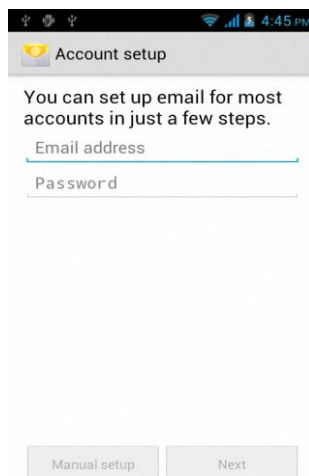 4:45 PM
Account setup
You can set up email for most
accounts in just a few steps.
Email address
Password
Manual setup
Next